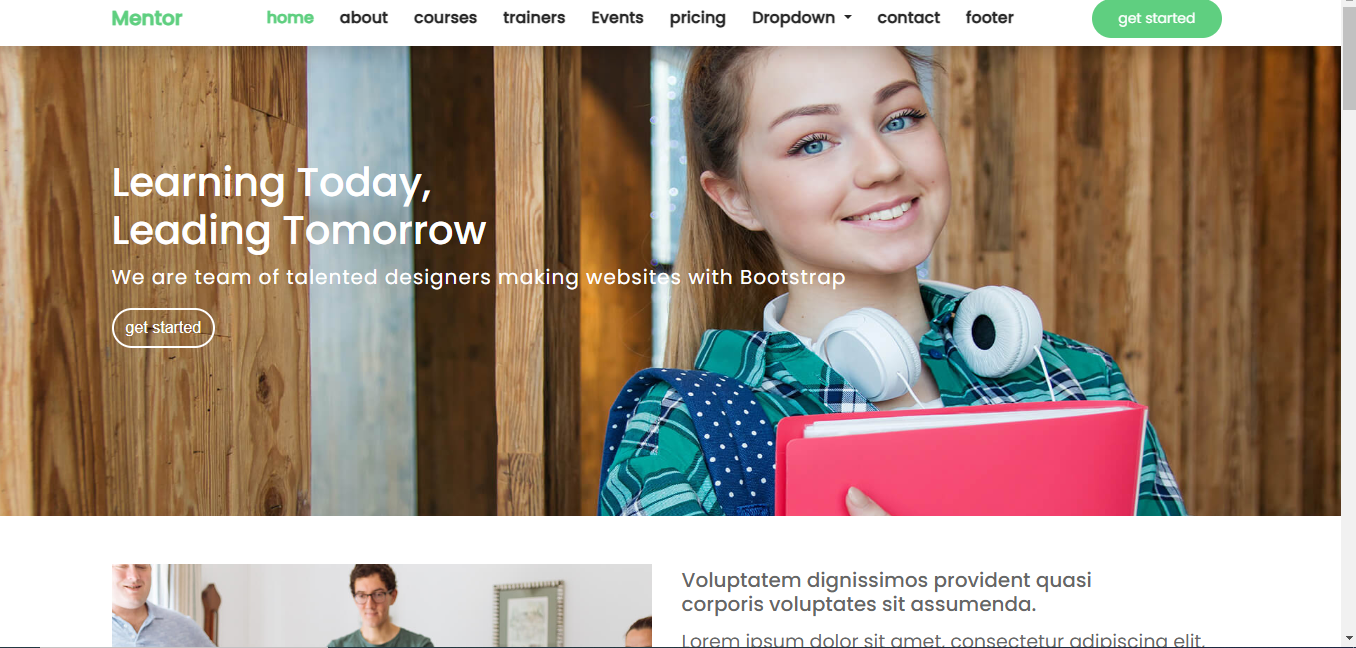 Mentor home about courses trainers Events pricing Dropdown contact footer get started
Learning Today,
Leading Tomorrow
We are team of talented designers making websites with Bootstrap
get started
Voluptatem dignissimos provident quasi
corporis voluptates sit assumenda.
Lorem ipsum dolor sit amet, consectetur adipiscing elit.